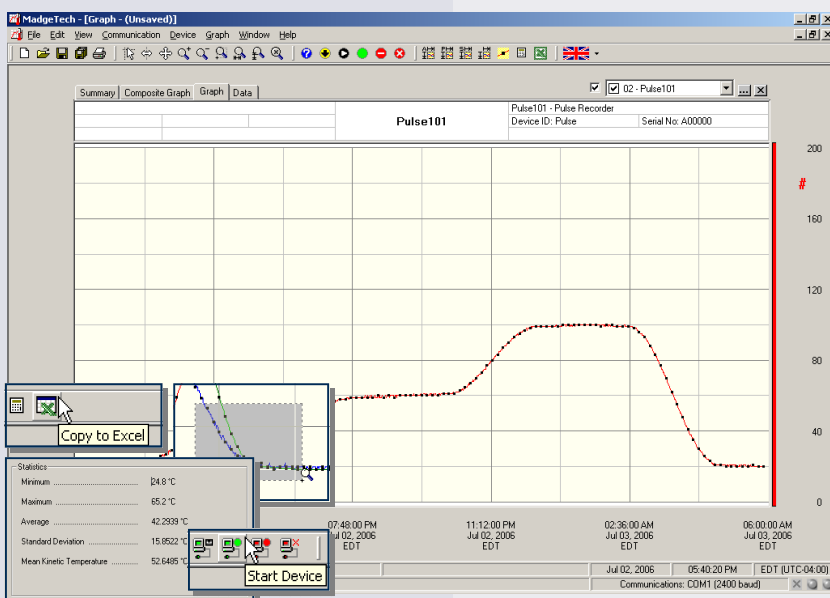 MadgeTech - [Graph - (Unsaved)]
File Edit View Communication Device Graph Window Help
Summary Composite Graph Graph Data
02 - Pulse101
...
Pulse101
Pulse101 - Pulse Recorder
Device ID: Pulse Serial No: A00000
200
#
160
120
80
40
0
Copy to Excel
Statistics
Minimum 24.8 °C
Maximum 65.2 °C
Average 42.2939 °C
Standard Deviation 15.8522 °C
Mean Kinetic Temperature 52.6485 °C
Start Device
07:48:00 PM
Jul 02, 2006
EDT
11:12:00 PM
Jul 02, 2006
EDT
02:36:00 AM
Jul 03, 2006
EDT
06:00:00 AM
Jul 03, 2006
EDT
Jul 02, 2006 05:40:20 PM EDT (UTC-04:00)
Communications: COM1 (2400 baud)